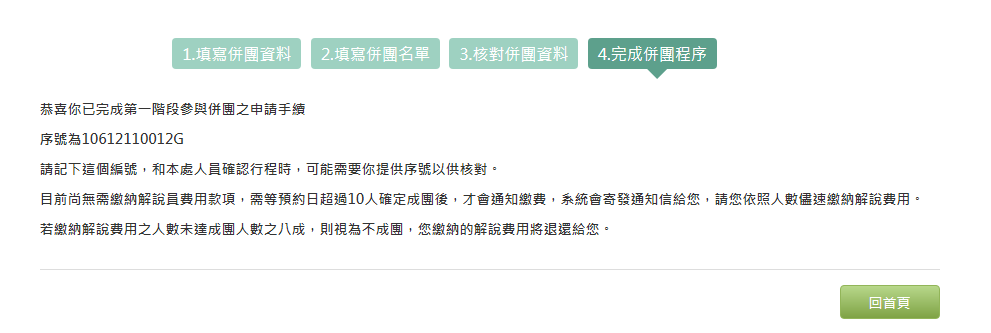 1.填寫併團資料
2.填寫併團名單
3.核對併團資料
4.完成併團程序
恭喜你已完成第一階段參與併團之申請手續
序號為10612110012G
請記下這個編號，和本處人員確認行程時，可能需要你提供序號以供核對。
目前尚無需繳納解說員費用款項，需等預約日超過10人確定成團後，才會通知繳費，系統會寄發通知信給您，請您依照人數儘速繳納解說費用。
若繳納解說費用之人數未達成團人數之八成，則視為不成團，您繳納的解說費用將退還給您。
回首頁